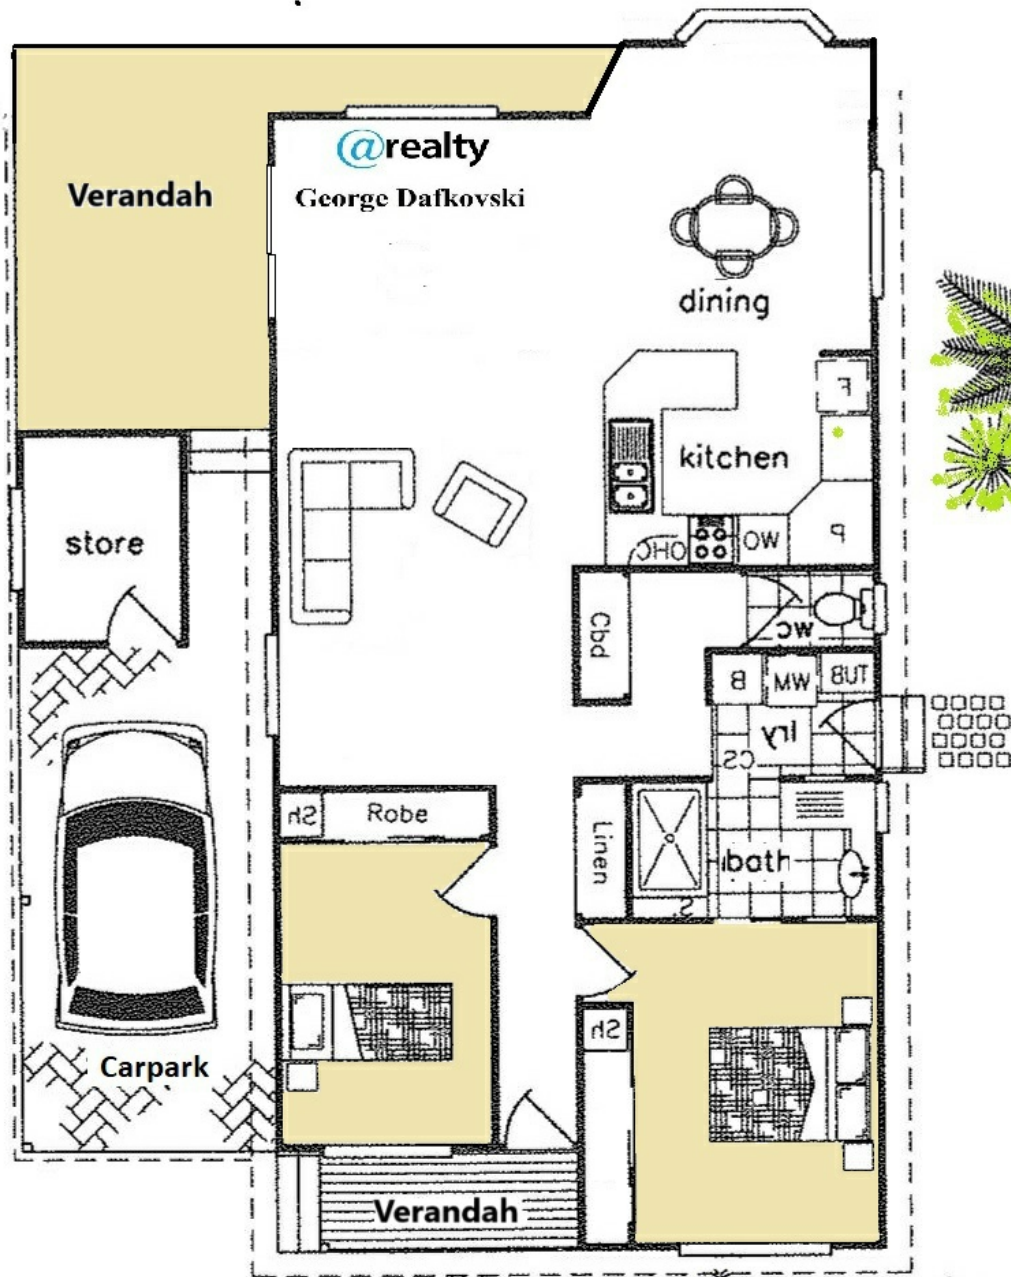 @realty
Verandah
George Dafkovski
dining
F
kitchen
store
OHC
WO
P
Cbd
WC
B
WM
TUB
lry
CS
Sh
Robe
Linen
bath
S.
Sh
Carpark
Verandah